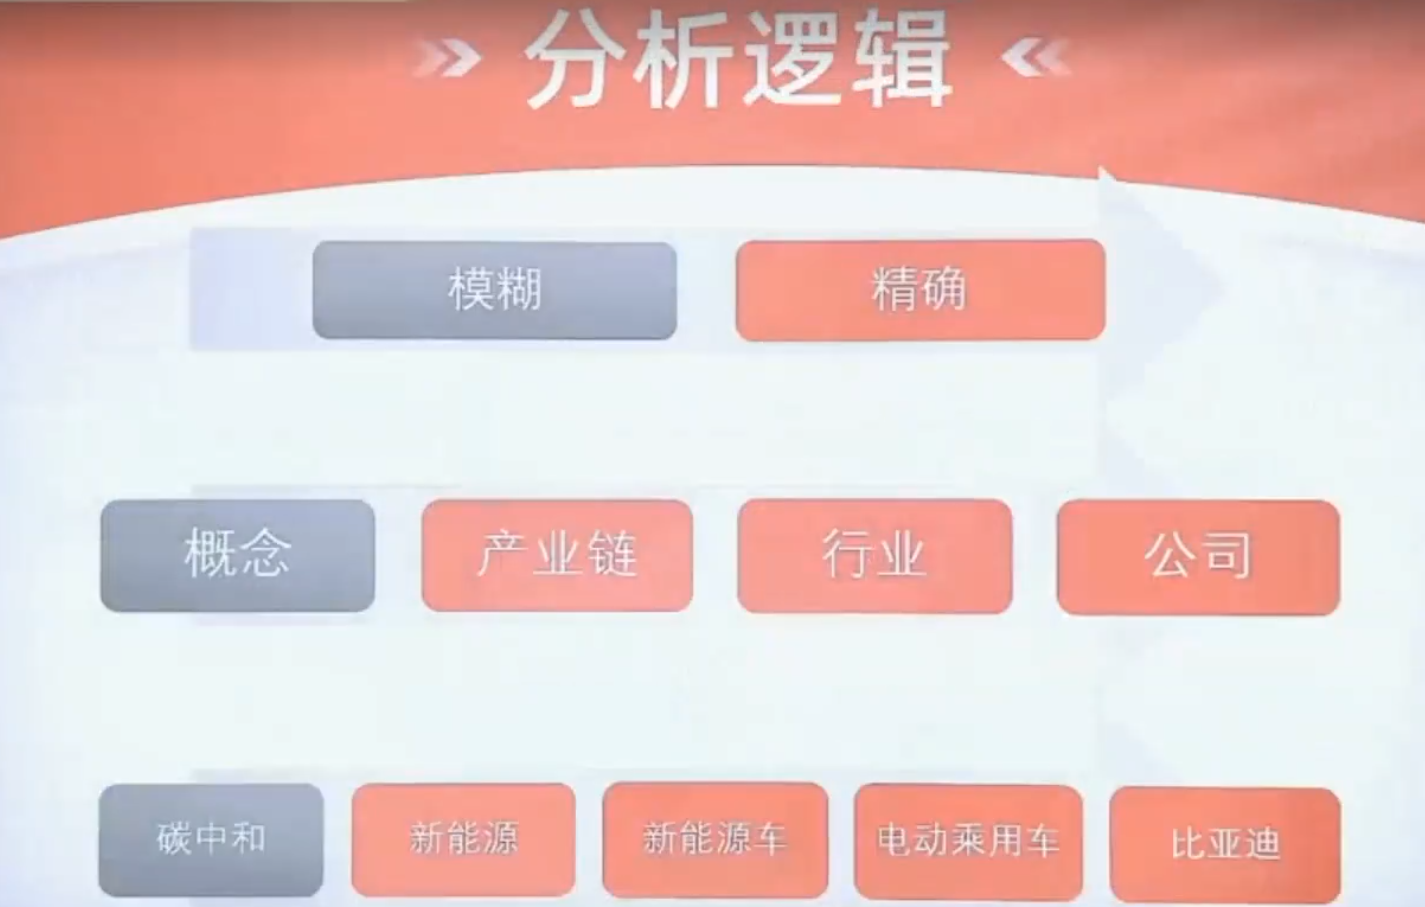 分析逻辑
模糊 精确
概念 产业链 行业 公司
碳中和 新能源 新能源车 电动乘用车 比亚迪